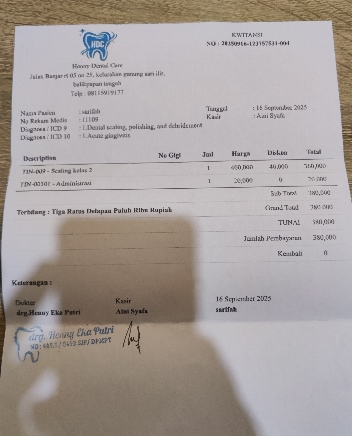 HDC
Henny Dental Care
Jalan Banjar rt 05 no 25, kelurahan gunung sari ilir,
balikpapan tengah
Telp : 08115919177
KWITANSI
NO : 20250916-123757531-004
Nama Pasien : sarifah
No Rekam Medis : 11109
Diagnosa / ICD 9 : 1.Dental scaling, polishing, and debridement
Diagnosa / ICD 10 : 1.Acute gingivitis
Tanggal : 16 September 2025
Kasir : Aini Syafa
Description No Gigi Jml Harga Diskon Total
TIN-009 - Scaling kelas 2 1 400,000 40,000 360,000
TIN-00101 - Administrasi 1 20,000 0 20,000
Sub Total 380,000
Terbilang : Tiga Ratus Delapan Puluh Ribu Rupiah Grand Total 380,000
TUNAI 380,000
Jumlah Pembayaran 380,000
Kembali 0
Keterangan :
Dokter Kasir 16 September 2025
drg.Henny Eka Putri Aini Syafa sarifah
drg. Henny Eka Putri